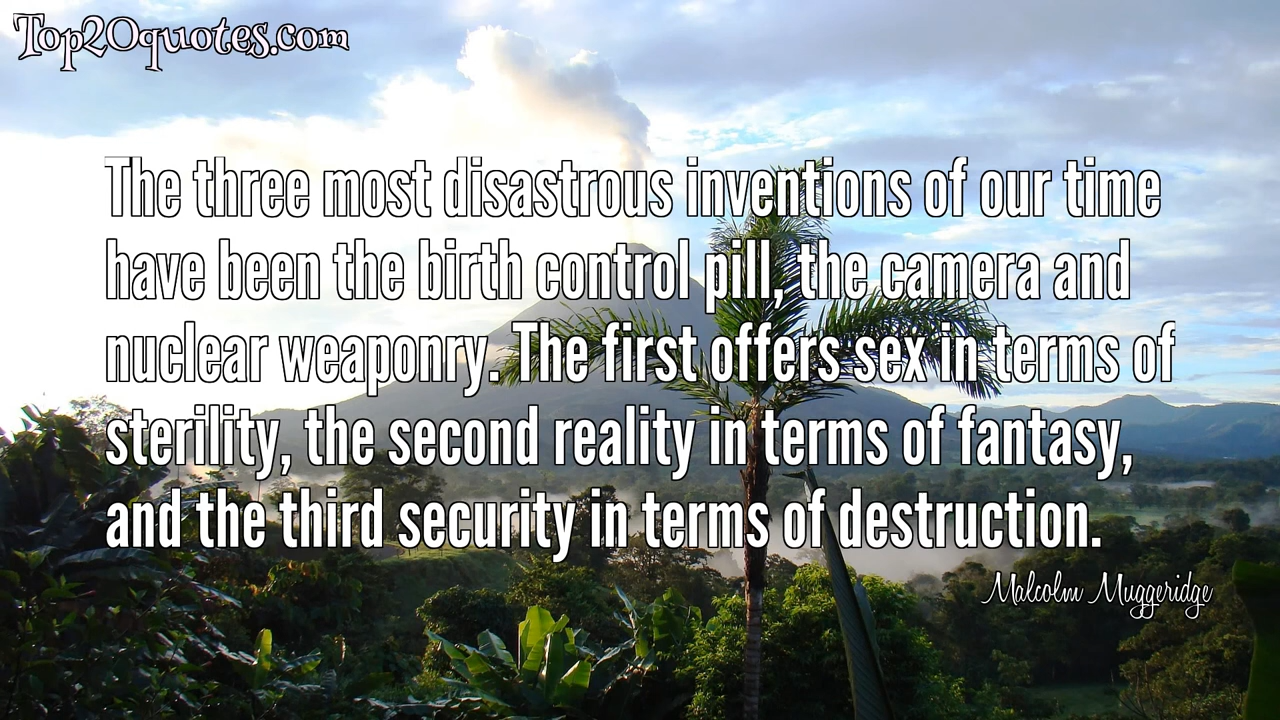 Top20quotes.com
The three most disastrous inventions of our time
have been the birth control pill, the camera and
nuclear weaponry. The first offers sex in terms of
sterility, the second reality in terms of fantasy,
and the third security in terms of destruction.
Malcolm Muggeridge